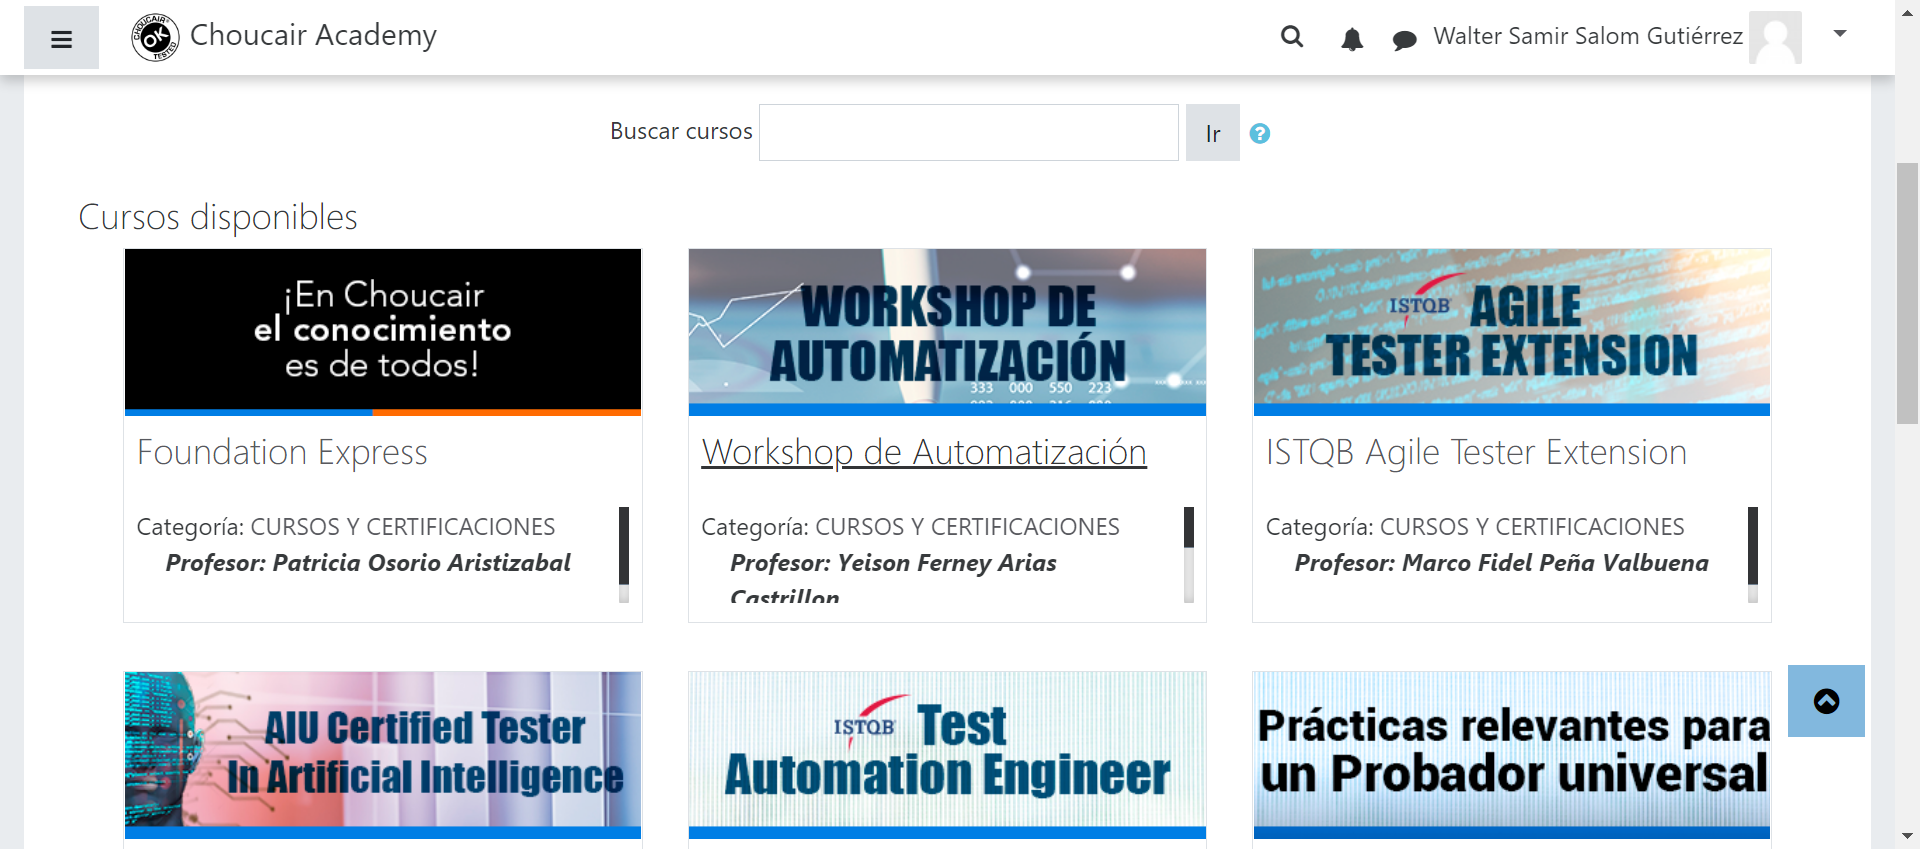 CHOUCAIR
OK
TESTED
Choucair Academy
Walter Samir Salom Gutiérrez
Buscar cursos
Ir
?
Cursos disponibles
¡En Choucair
el conocimiento
es de todos!
WORKSHOP DE
AUTOMATIZACIÓN
333 000 550 223
ISTQB AGILE
TESTER EXTENSION
Foundation Express
Workshop de Automatización
ISTQB Agile Tester Extension
Categoría: CURSOS Y CERTIFICACIONES
Profesor: Patricia Osorio Aristizabal
Categoría: CURSOS Y CERTIFICACIONES
Profesor: Yeison Ferney Arias
Castrillon
Categoría: CURSOS Y CERTIFICACIONES
Profesor: Marco Fidel Peña Valbuena
AIU Certified Tester
In Artificial Intelligence
ISTQB Test
Automation Engineer
Prácticas relevantes para
un Probador universal